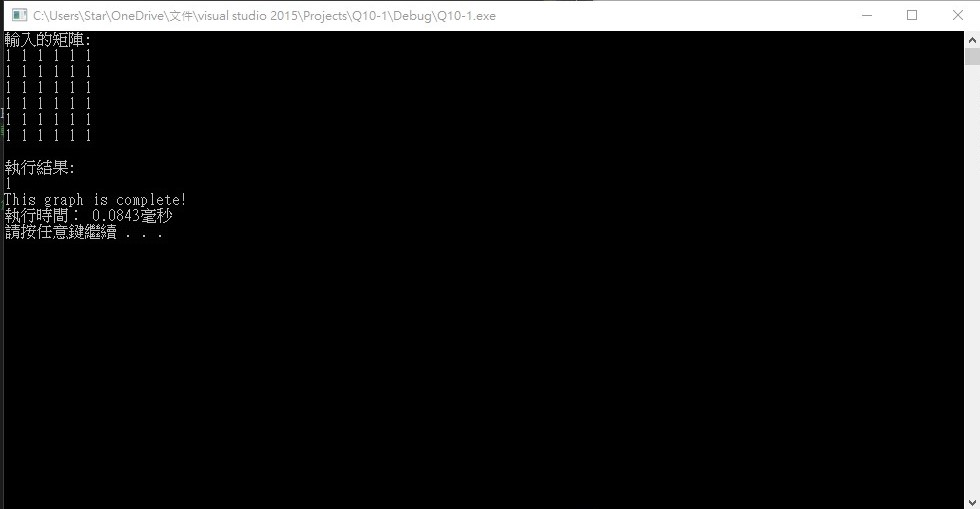 C:\Users\Star\OneDrive\文件\visual studio 2015\Projects\Q10-1\Debug\Q10-1.exe
輸入的矩陣:
1 1 1 1 1 1
1 1 1 1 1 1
1 1 1 1 1 1
1 1 1 1 1 1
1 1 1 1 1 1
1 1 1 1 1 1
執行結果:
1
This graph is complete!
執行時間： 0.0843毫秒
請按任意鍵繼續 . . .